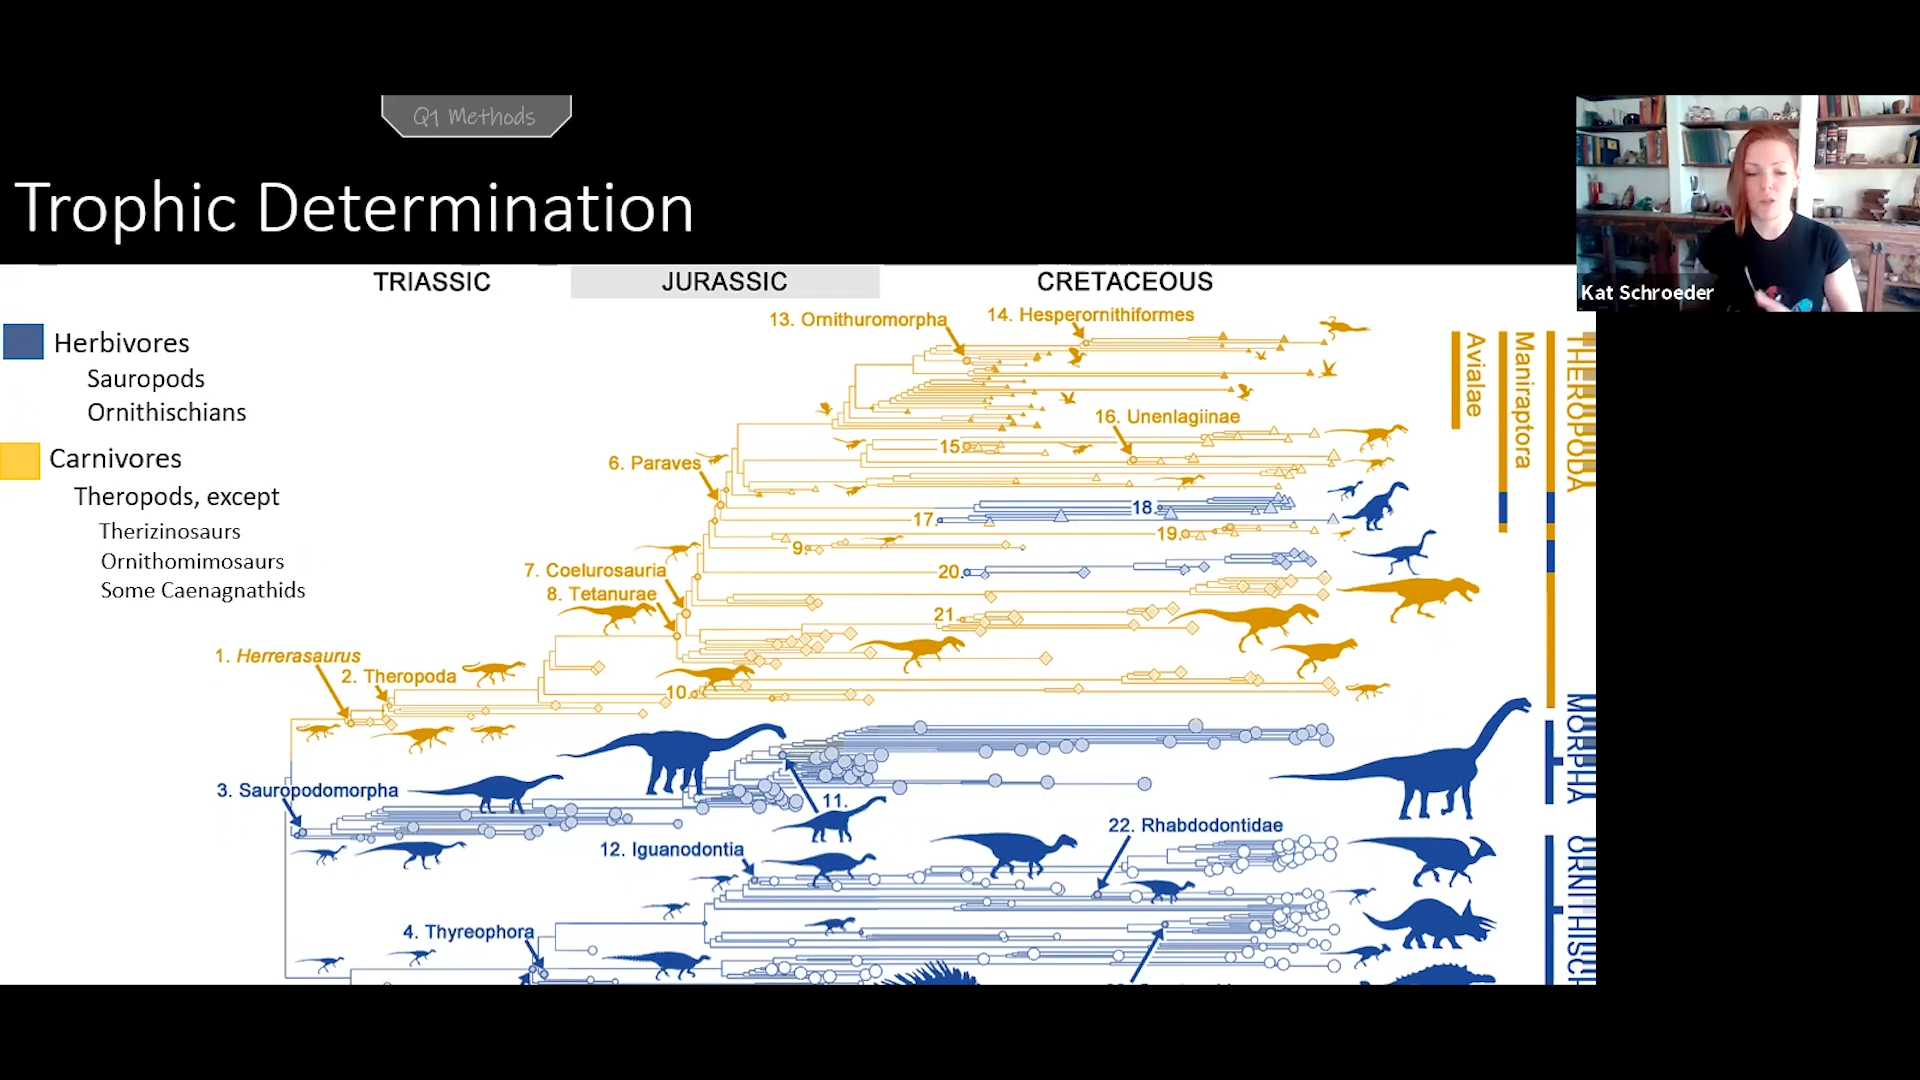 Q1 Methods
Trophic Determination
Kat Schroeder
TRIASSIC
JURASSIC
CRETACEOUS
Herbivores
Sauropods
Ornithischians
Carnivores
Theropods, except
Therizinosaurs
Ornithomimosaurs
Some Caenagnathids
13. Ornithuromorpha
14. Hesperornithiformes
16. Unenlagiinae
15.
6. Paraves
18.
17.
19.
9.
7. Coelurosauria
20.
8. Tetanurae
21.
1. Herrerasaurus
2. Theropoda
10.
3. Sauropodomorpha
11.
22. Rhabdodontidae
12. Iguanodontia
4. Thyreophora
Avialae
Maniraptora
THEROPODA
MORPHA
ORNITHISCH